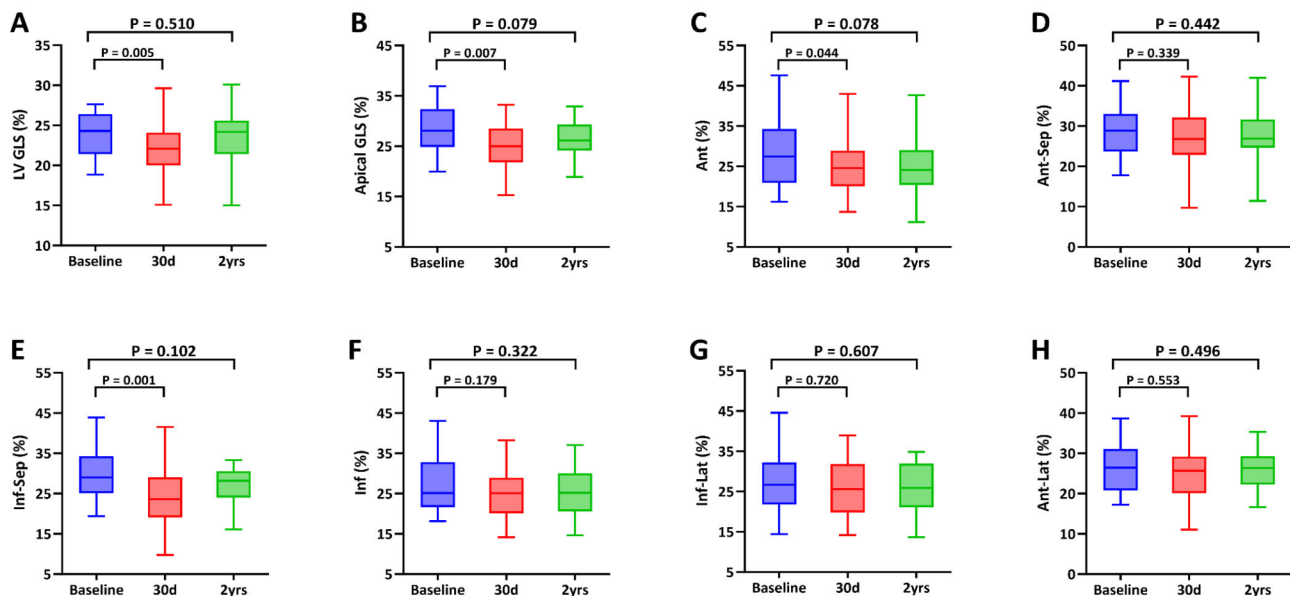 A
P = 0.510
P = 0.005
35
30
25
20
15
10
LV GLS (%)
Baseline 30d 2yrs
B
P = 0.079
P = 0.007
45
35
25
15
5
Apical GLS (%)
Baseline 30d 2yrs
C
P = 0.078
P = 0.044
55
45
35
25
15
5
Ant (%)
Baseline 30d 2yrs
D
P = 0.442
P = 0.339
50
40
30
20
10
0
Ant-Sep (%)
Baseline 30d 2yrs
E
P = 0.102
P = 0.001
55
45
35
25
15
5
Inf-Sep (%)
Baseline 30d 2yrs
F
P = 0.322
P = 0.179
55
45
35
25
15
5
Inf (%)
Baseline 30d 2yrs
G
P = 0.607
P = 0.720
55
45
35
25
15
5
Inf-Lat (%)
Baseline 30d 2yrs
H
P = 0.496
P = 0.553
50
40
30
20
10
0
Ant-Lat (%)
Baseline 30d 2yrs